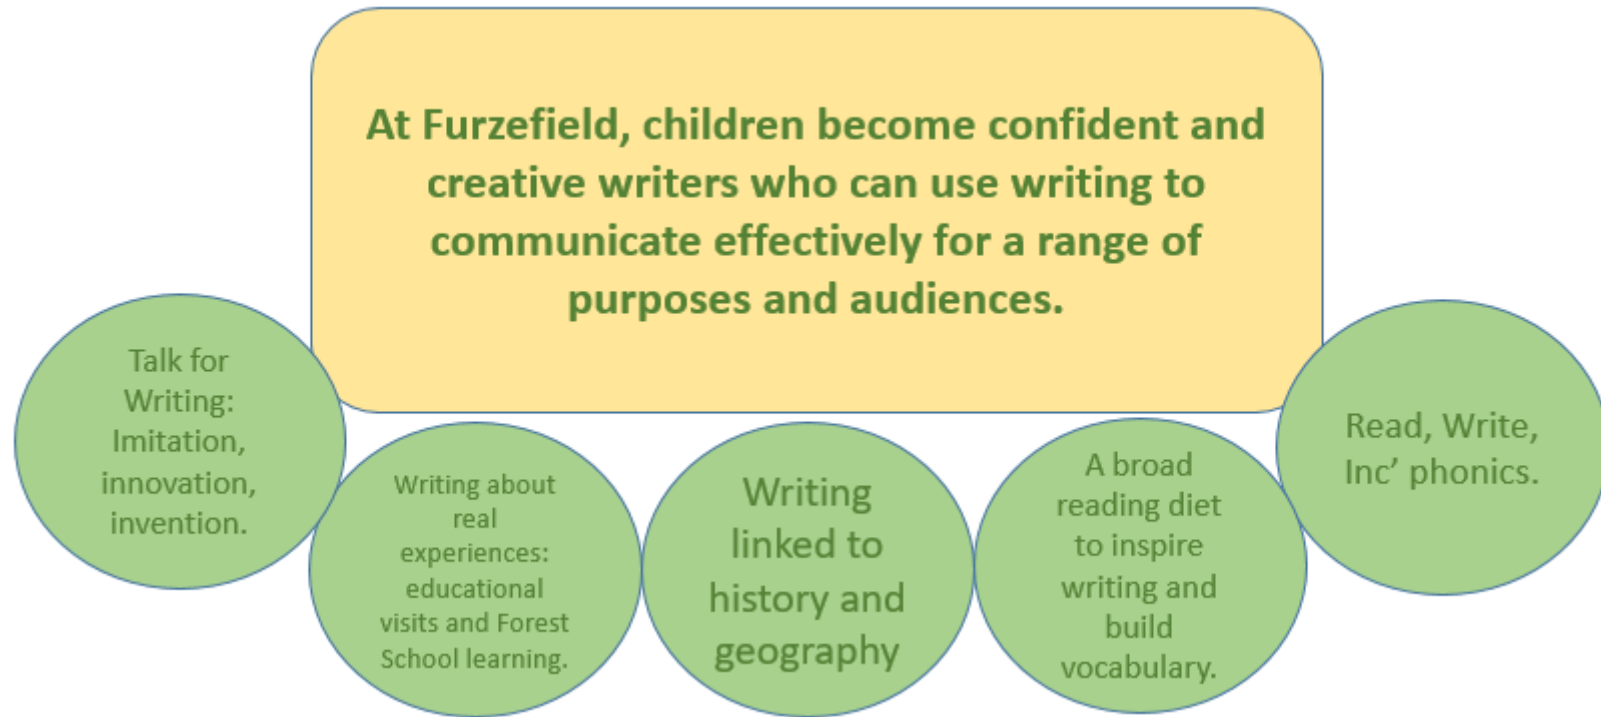 At Furzefield, children become confident and
creative writers who can use writing to
communicate effectively for a range of
purposes and audiences.
Talk for
Writing:
Imitation,
innovation,
invention.
Writing about
real
experiences:
educational
visits and Forest
School learning.
Writing
linked to
history and
geography
A broad
reading diet
to inspire
writing and
build
vocabulary.
Read, Write,
Inc’ phonics.